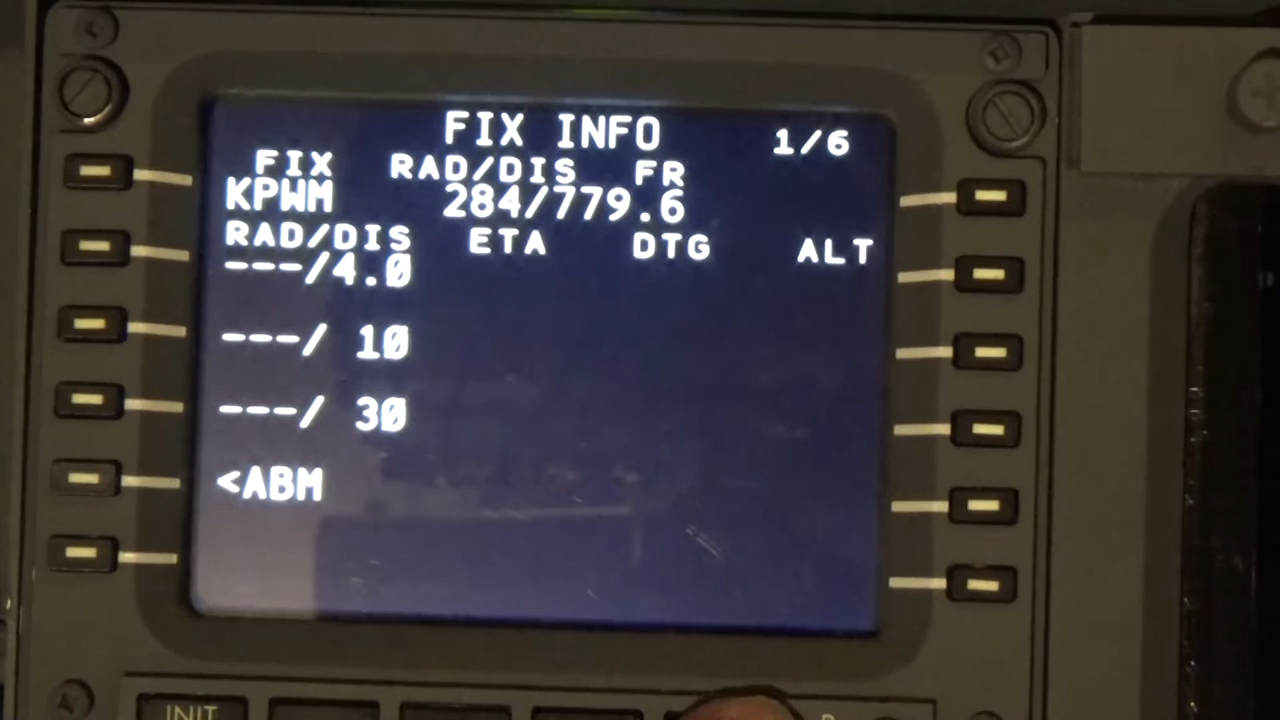 FIX INFO 1/6
FIX RAD/DIS FR
KPWM 284/779.6
RAD/DIS ETA DTG ALT
---/4.0
---/ 10
---/ 30
<ABM
INIT